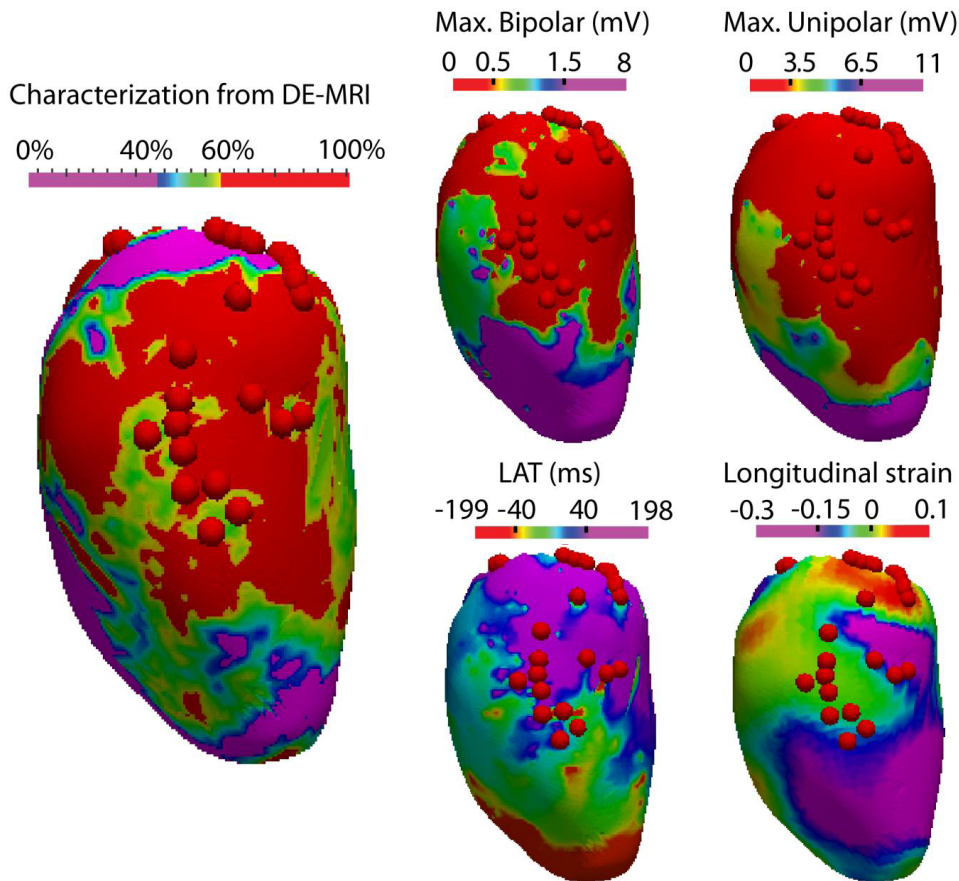 Characterization from DE-MRI
0% 40% 60% 100%
Max. Bipolar (mV)
0 0.5 1.5 8
Max. Unipolar (mV)
0 3.5 6.5 11
LAT (ms)
-199 -40 40 198
Longitudinal strain
-0.3 -0.15 0 0.1